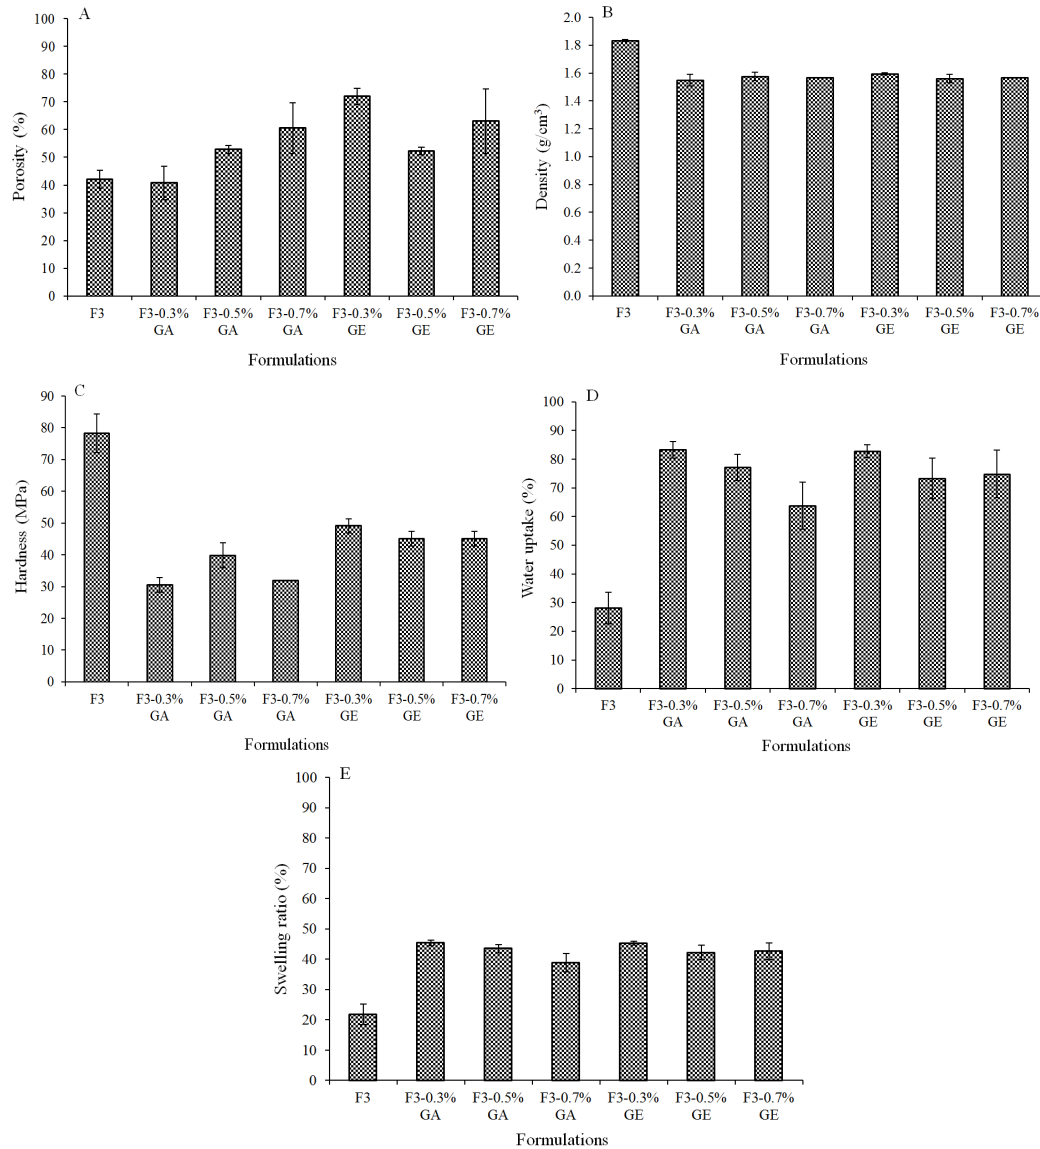 A
Porosity (%)
100
90
80
70
60
50
40
30
20
10
0
F3 F3-0.3% F3-0.5% F3-0.7% F3-0.3% F3-0.5% F3-0.7%
GA GA GA GE GE GE
Formulations
B
Density (g/cm³)
2.0
1.8
1.6
1.4
1.2
1.0
0.8
0.6
0.4
0.2
0.0
F3 F3-0.3% F3-0.5% F3-0.7% F3-0.3% F3-0.5% F3-0.7%
GA GA GA GE GE GE
Formulations
C
Hardness (MPa)
90
80
70
60
50
40
30
20
10
0
F3 F3-0.3% F3-0.5% F3-0.7% F3-0.3% F3-0.5% F3-0.7%
GA GA GA GE GE GE
Formulations
D
Water uptake (%)
100
90
80
70
60
50
40
30
20
10
0
F3 F3-0.3% F3-0.5% F3-0.7% F3-0.3% F3-0.5% F3-0.7%
GA GA GA GE GE GE
Formulations
E
Swelling ratio (%)
100
90
80
70
60
50
40
30
20
10
0
F3 F3-0.3% F3-0.5% F3-0.7% F3-0.3% F3-0.5% F3-0.7%
GA GA GA GE GE GE
Formulations